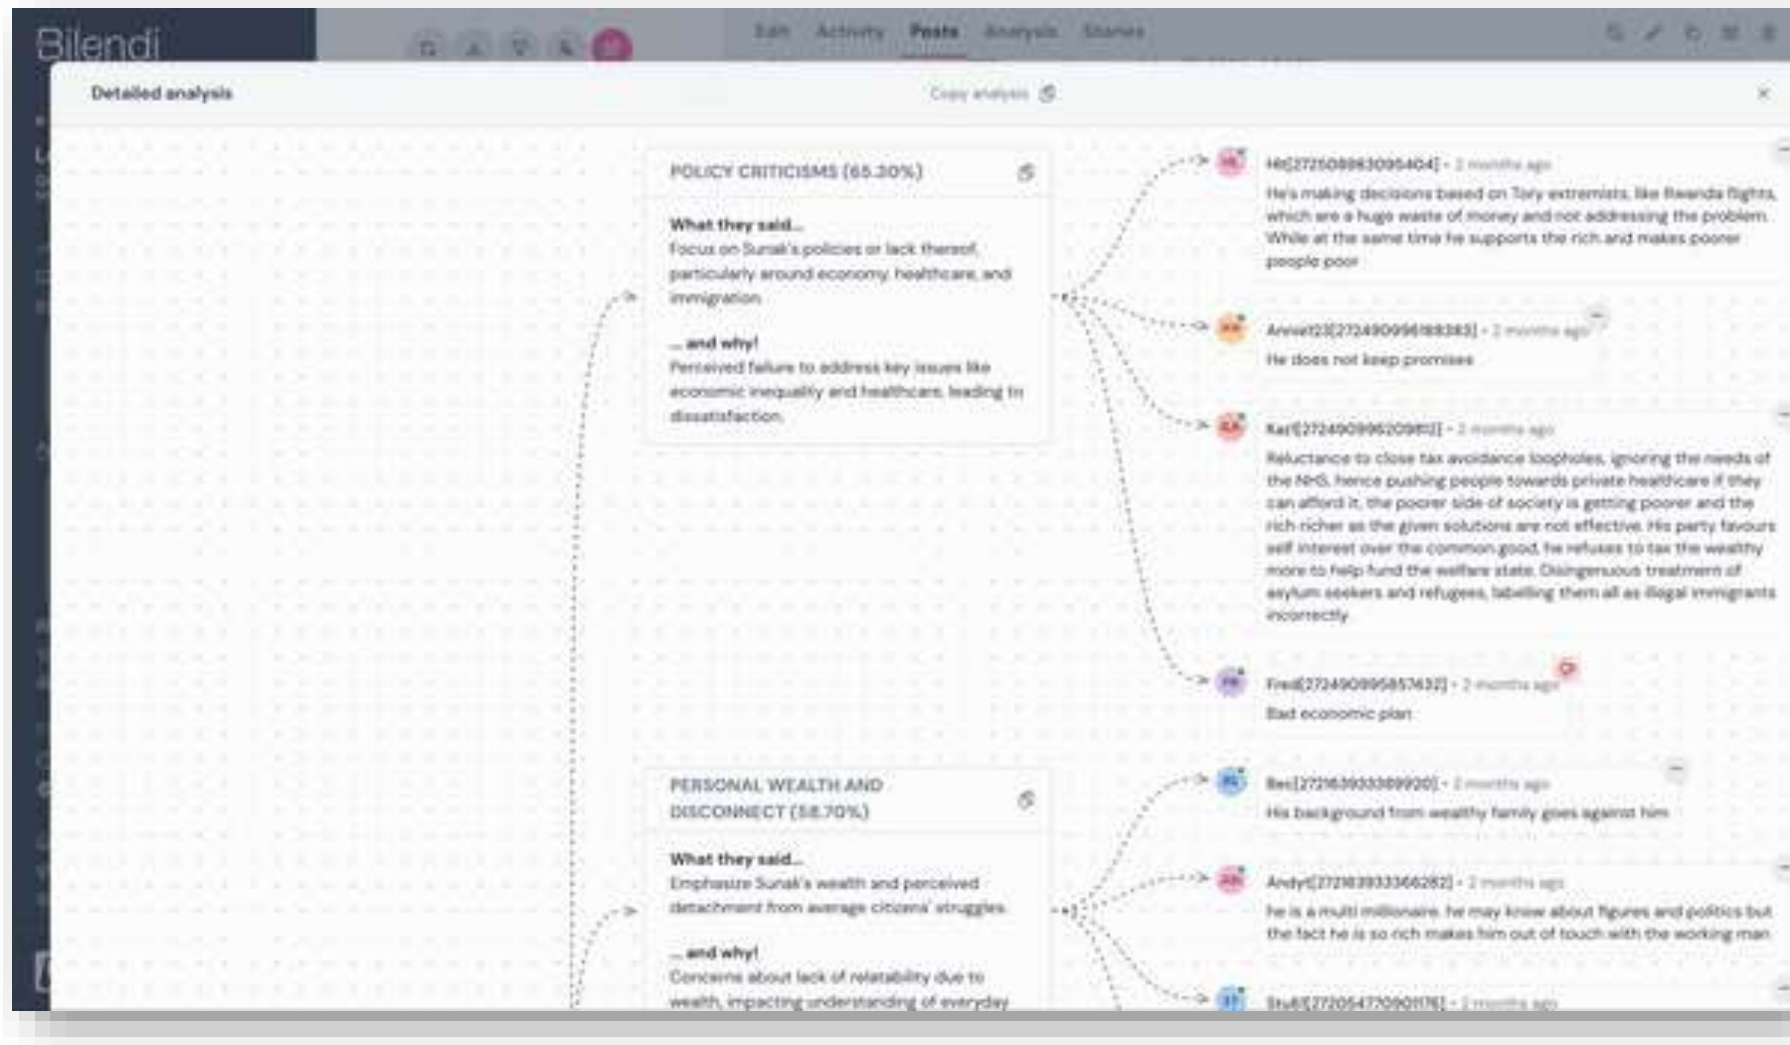 Bilendi
Edit Activity Posts Analysis Stories
Detailed analysis
Copy analysis
POLICY CRITICISMS (65.20%)
What they said...
Focus on Sunak's policies or lack thereof,
particularly around economy, healthcare, and
immigration.
... and why!
Perceived failure to address key issues like
economic inequality and healthcare, leading to
dissatisfaction.
2 months ago
He's making decisions based on Tory extremists, like Rwanda flights,
which are a huge waste of money and not addressing the problem.
While at the same time he supports the rich and makes poorer
people poor
2 months ago
He does not keep promises
2 months ago
Reluctance to close tax avoidance loopholes, ignoring the needs of
the NHS, hence pushing people towards private healthcare if they
can afford it, the poorer side of society is getting poorer and the
rich richer as the given solutions are not effective. His party favours
self interest over the common good, he refuses to tax the wealthy
more to help fund the welfare state. Disingenuous treatment of
asylum seekers and refugees, labelling them all as illegal immigrants
incorrectly
Fred[272490995857632] - 2 months ago
Bad economic plan
PERSONAL WEALTH AND
DISCONNECT (58.70%)
What they said...
Emphasize Sunak's wealth and perceived
detachment from average citizens' struggles.
... and why!
Concerns about lack of relatability due to
wealth, impacting understanding of everyday
Bec[272163933389920] - 2 months ago
His background from wealthy family goes against him
Andyt[272163933366282] - 2 months ago
he is a multi millionaire. he may know about figures and politics but
the fact he is so rich makes him out of touch with the working man
2 months ago